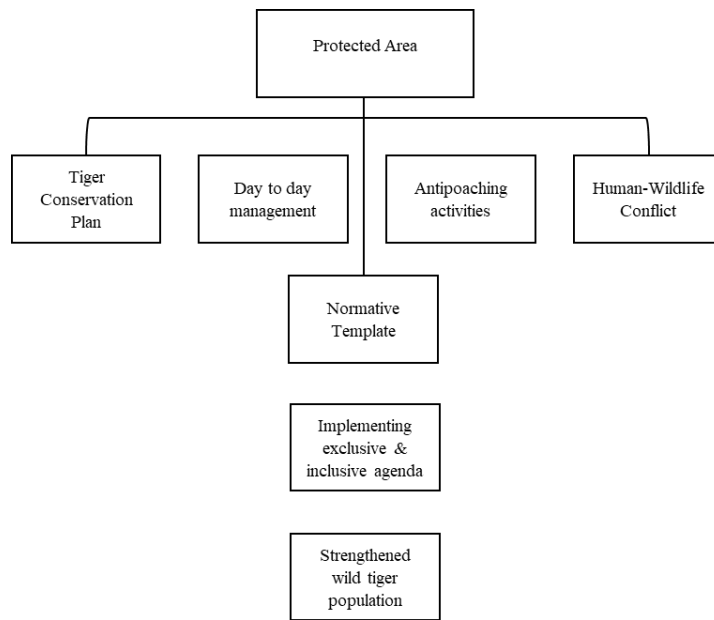 Protected Area
Tiger
Conservation
Plan
Day to day
management
Antipoaching
activities
Human-Wildlife
Conflict
Normative
Template
Implementing
exclusive &
inclusive agenda
Strengthened
wild tiger
population